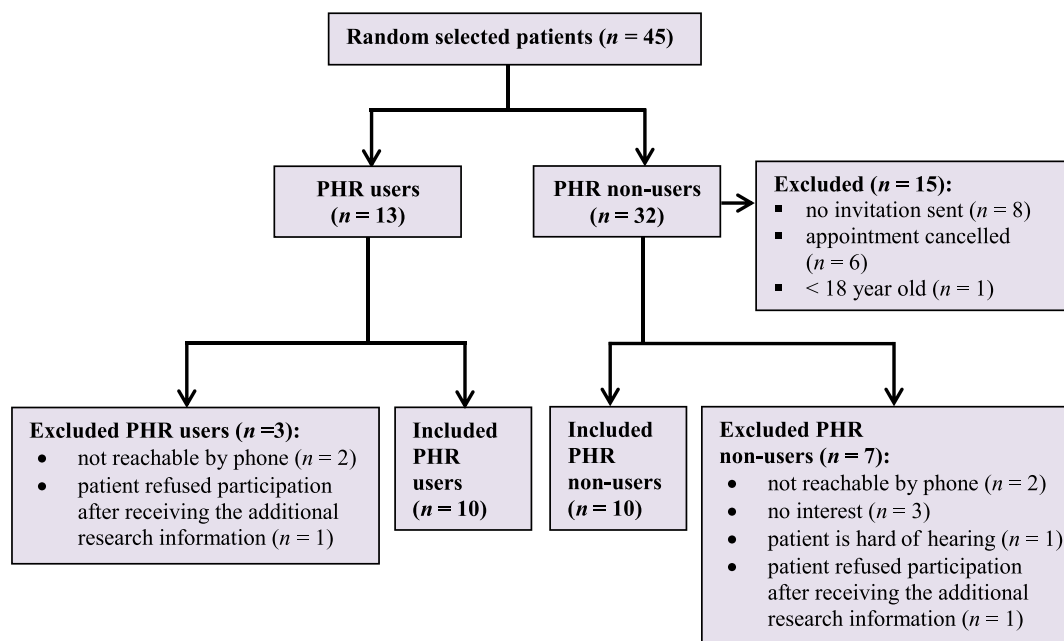 Random selected patients (n = 45)
PHR users
(n = 13)
PHR non-users
(n = 32)
Excluded (n = 15):
▪ no invitation sent (n = 8)
▪ appointment cancelled
(n = 6)
▪ < 18 year old (n = 1)
Excluded PHR users (n =3):
• not reachable by phone (n = 2)
• patient refused participation
after receiving the additional
research information (n = 1)
Included
PHR
users
(n = 10)
Included
PHR
non-users
(n = 10)
Excluded PHR
non-users (n = 7):
• not reachable by phone (n = 2)
• no interest (n = 3)
• patient is hard of hearing (n = 1)
• patient refused participation
after receiving the additional
research information (n = 1)